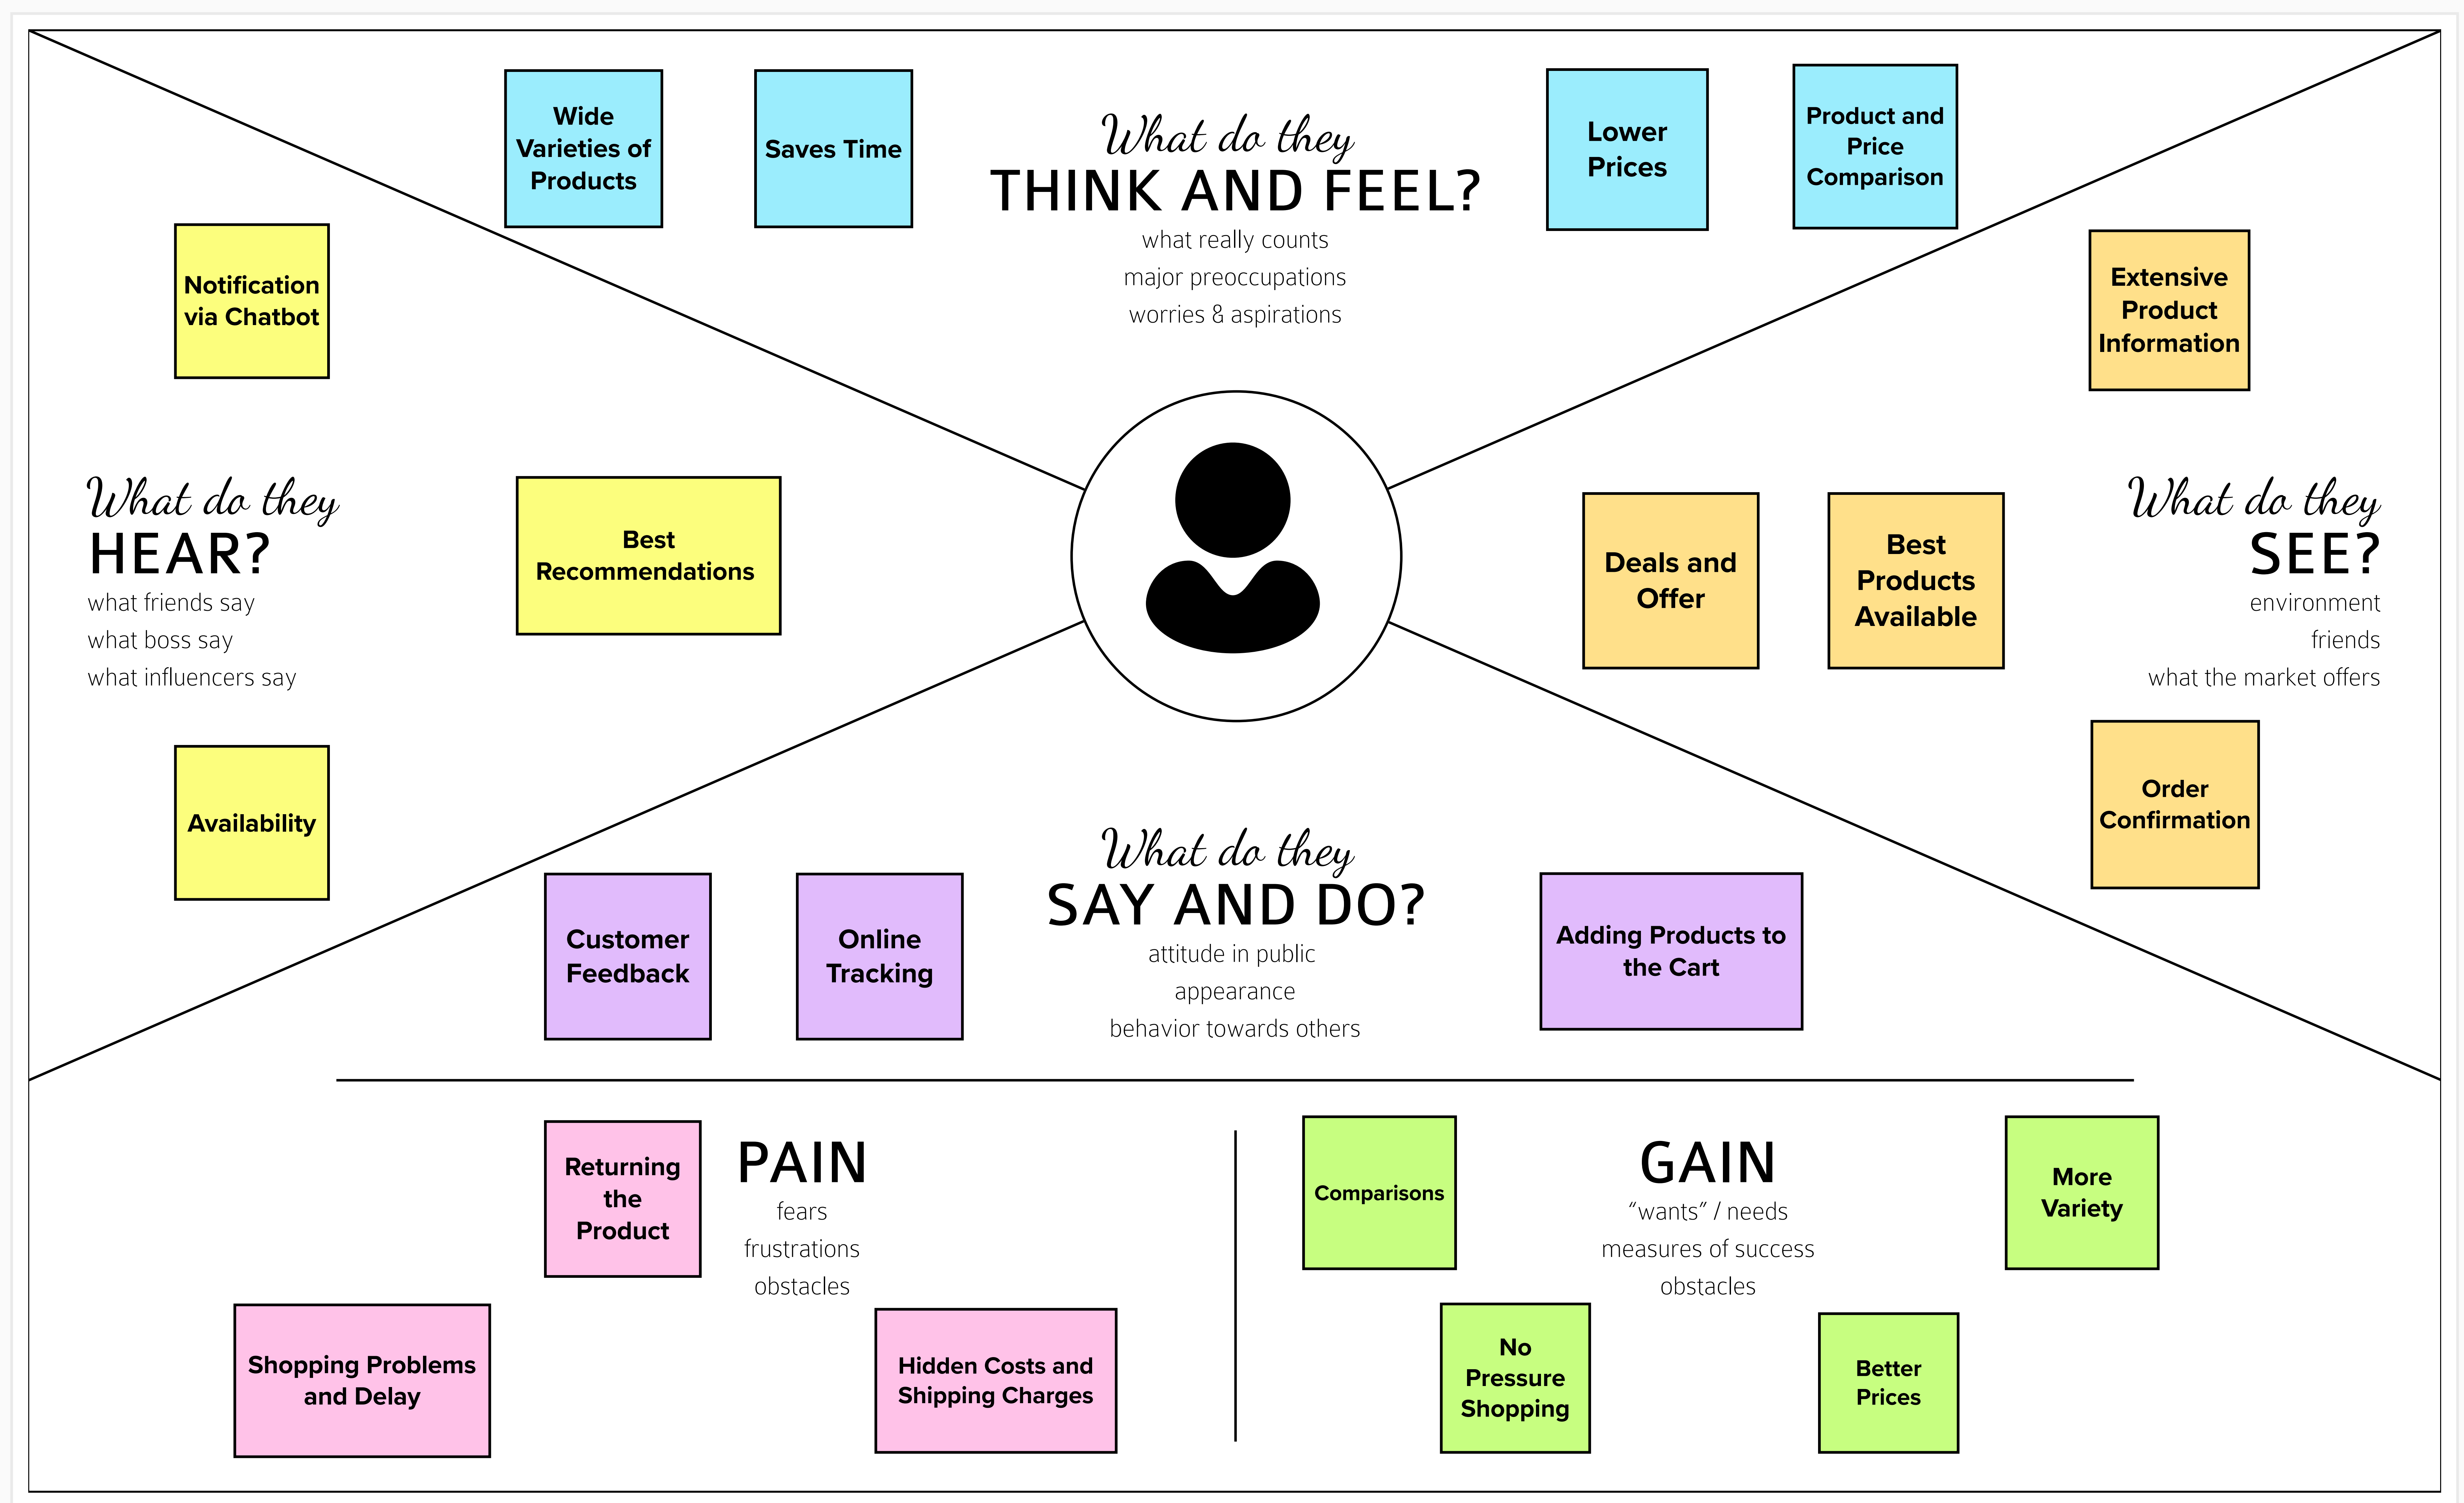 Wide
Varieties of
Products
Saves Time
What do they
THINK AND FEEL?
what really counts
major preoccupations
worries & aspirations
Lower
Prices
Product and
Price
Comparison
Notification
via Chatbot
What do they
HEAR?
what friends say
what boss say
what influencers say
Best
Recommendations
Availability
Extensive
Product
Information
Deals and
Offer
Best
Products
Available
What do they
SEE?
environment
friends
what the market offers
Order
Confirmation
Customer
Feedback
Online
Tracking
What do they
SAY AND DO?
attitude in public
appearance
behavior towards others
Adding Products to
the Cart
Returning
the
Product
PAIN
fears
frustrations
obstacles
Shopping Problems
and Delay
Hidden Costs and
Shipping Charges
Comparisons
GAIN
“wants” / needs
measures of success
obstacles
More
Variety
No
Pressure
Shopping
Better
Prices